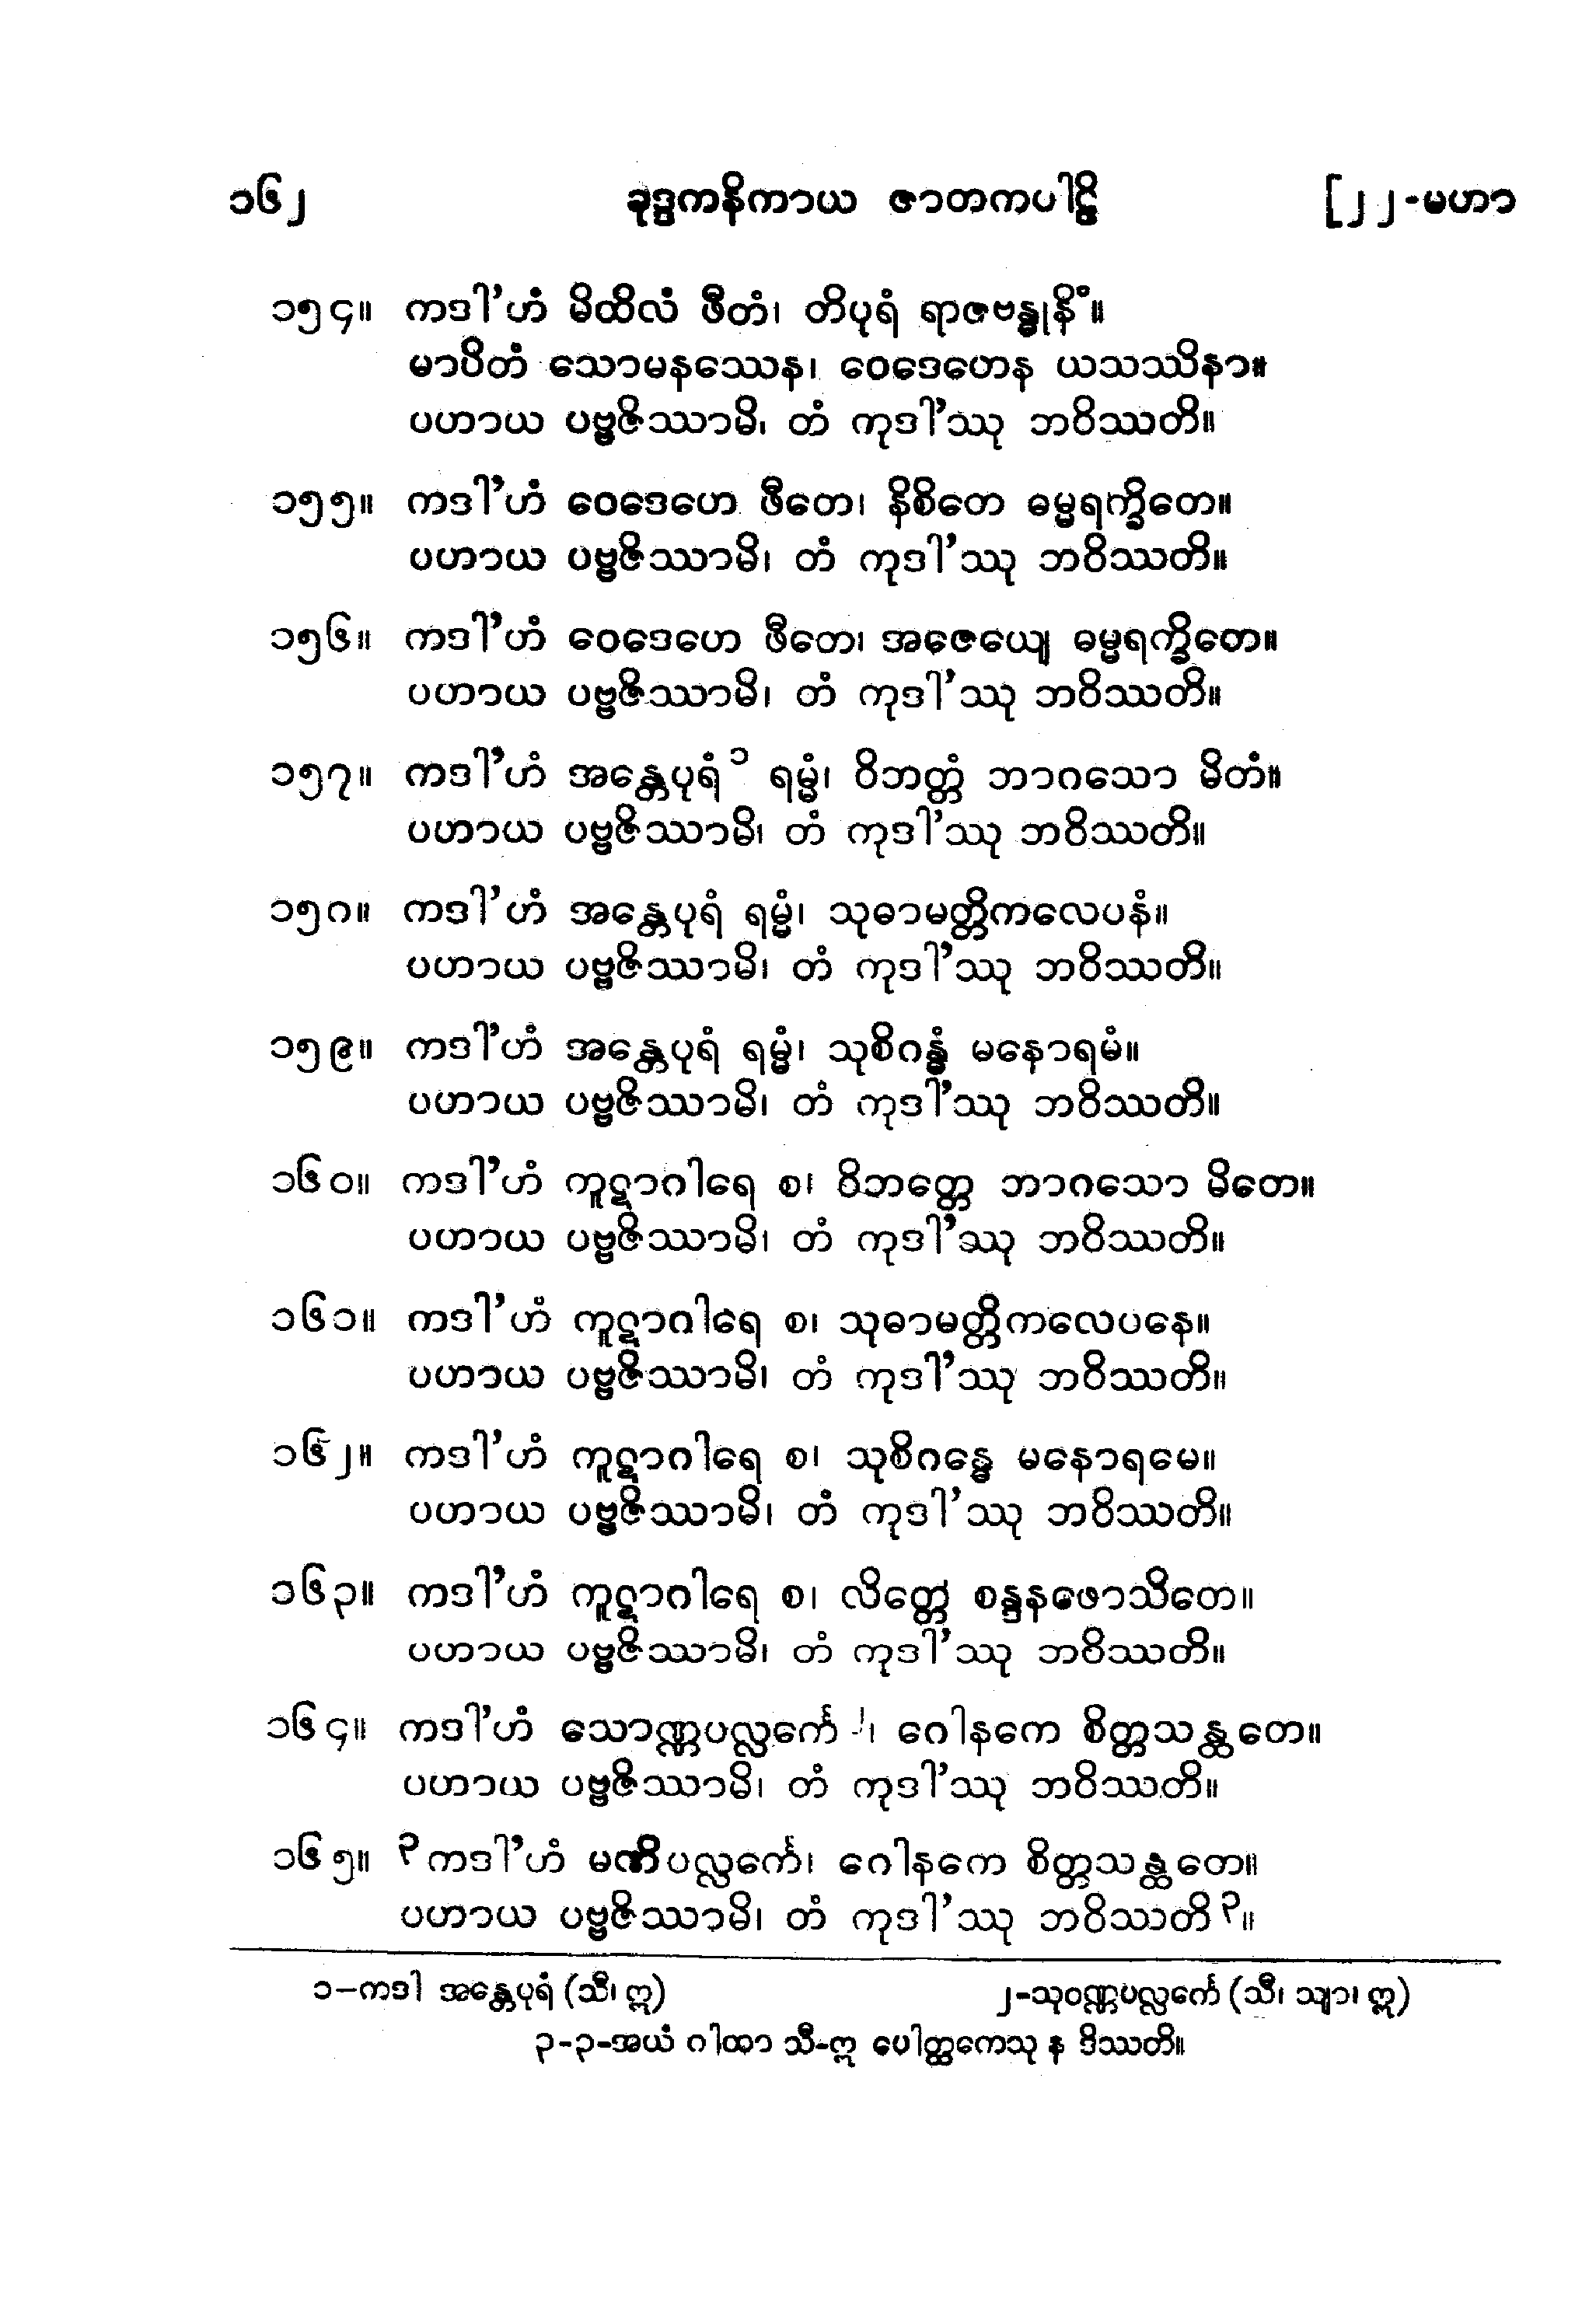 ၁၆၂ ခုဒ္ဒကနိကာယ ဇာတကပါဠိ [၂၂-မဟာ
၁၅၄။ ကဒါ'ဟံ မိထိလံ ဖီတံ၊ တိပုရံ ရာဇဗန္ဓုနိံ။
မာပိတံ သောမနဿေန၊ ဝေဒေဟေန ယသဿိနာ။
ပဟာယ ပဗ္ဗဇိဿာမိ၊ တံ ကုဒါ'ဿု ဘဝိဿတိ။
၁၅၅။ ကဒါ'ဟံ ဝေဒေဟေ ဖီတေ၊ နိစိတေ ဓမ္မရက္ခိတေ။
ပဟာယ ပဗ္ဗဇိဿာမိ၊ တံ ကုဒါ'ဿု ဘဝိဿတိ။
၁၅၆။ ကဒါ'ဟံ ဝေဒေဟေ ဖီတေ၊ အဇေယျေ ဓမ္မရက္ခိတေ။
ပဟာယ ပဗ္ဗဇိဿာမိ၊ တံ ကုဒါ'ဿု ဘဝိဿတိ။
၁၅၇။ ကဒါ'ဟံ အန္တေပုရံ ၁ ရမ္မံ၊ ဝိဘတ္တံ ဘာဂသော မိတံ။
ပဟာယ ပဗ္ဗဇိဿာမိ၊ တံ ကုဒါ'ဿု ဘဝိဿတိ။
၁၅၈။ ကဒါ'ဟံ အန္တေပုရံ ရမ္မံ၊ သုဓာမတ္တိကလေပနံ။
ပဟာယ ပဗ္ဗဇိဿာမိ၊ တံ ကုဒါ'ဿု ဘဝိဿတိ။
၁၅၉။ ကဒါ'ဟံ အန္တေပုရံ ရမ္မံ၊ သုစိဂန္ဓံ မနောရမံ။
ပဟာယ ပဗ္ဗဇိဿာမိ၊ တံ ကုဒါ'ဿု ဘဝိဿတိ။
၁၆၀။ ကဒါ'ဟံ ကူဋာဂါရေ စ၊ ဝိဘတ္တေ ဘာဂသော မိတေ။
ပဟာယ ပဗ္ဗဇိဿာမိ၊ တံ ကုဒါ'ဿု ဘဝိဿတိ။
၁၆၁။ ကဒါ'ဟံ ကူဋာဂါရေ စ၊ သုဓာမတ္တိကလေပနေ။
ပဟာယ ပဗ္ဗဇိဿာမိ၊ တံ ကုဒါ'ဿု ဘဝိဿတိ။
၁၆၂။ ကဒါ'ဟံ ကူဋာဂါရေ စ၊ သုစိဂန္ဓေ မနောရမေ။
ပဟာယ ပဗ္ဗဇိဿာမိ၊ တံ ကုဒါ'ဿု ဘဝိဿတိ။
၁၆၃။ ကဒါ'ဟံ ကူဋာဂါရေ စ၊ လိတ္တေ စန္ဒနဖောသိတေ။
ပဟာယ ပဗ္ဗဇိဿာမိ၊ တံ ကုဒါ'ဿု ဘဝိဿတိ။
၁၆၄။ ကဒါ'ဟံ သောဏ္ဏပလ္လင်္ကေ ၂၊ ဂေါနကေ စိတ္တသန္ထတေ။
ပဟာယ ပဗ္ဗဇိဿာမိ၊ တံ ကုဒါ'ဿု ဘဝိဿတိ။
၁၆၅။ ၃ ကဒါ'ဟံ မဏိပလ္လင်္ကေ၊ ဂေါနကေ စိတ္တသန္ထတေ။
ပဟာယ ပဗ္ဗဇိဿာမိ၊ တံ ကုဒါ'ဿု ဘဝိဿတိ ၃။
၁-ကဒါ အန္တေပုရံ (သီ၊ ဣ) ၂-သုဝဏ္ဏပလ္လင်္ကေ (သီ၊ သျာ၊ ဣ)
၃-၃-အယံ ဂါထာ သီ-ဣ ပေါတ္ထကေသု န ဒိဿတိ။